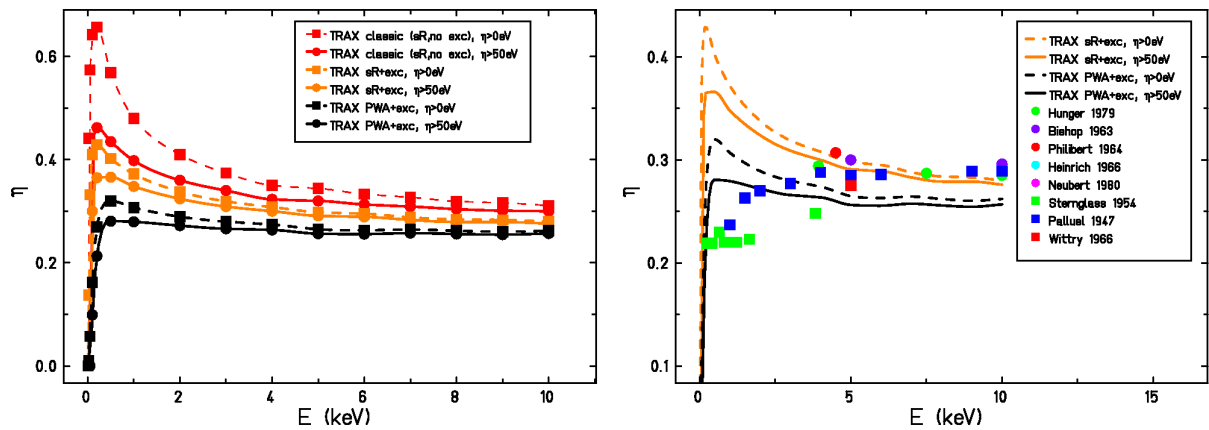 TRAX classic (sR,no exc), η>0eV
TRAX classic (sR,no exc), η>50eV
TRAX sR+exc, η>0eV
TRAX sR+exc, η>50eV
TRAX PWA+exc, η>0eV
TRAX PWA+exc, η>50eV
0.6
0.4
0.2
0.0
η
0 2 4 6 8 10
E (keV)
TRAX sR+exc, η>0eV
TRAX sR+exc, η>50eV
TRAX PWA+exc, η>0eV
TRAX PWA+exc, η>50eV
Hunger 1979
Bishop 1963
Philibert 1964
Heinrich 1966
Neubert 1980
Sternglass 1954
Palluel 1947
Wittry 1966
0.4
0.3
0.2
0.1
η
0 5 10 15
E (keV)